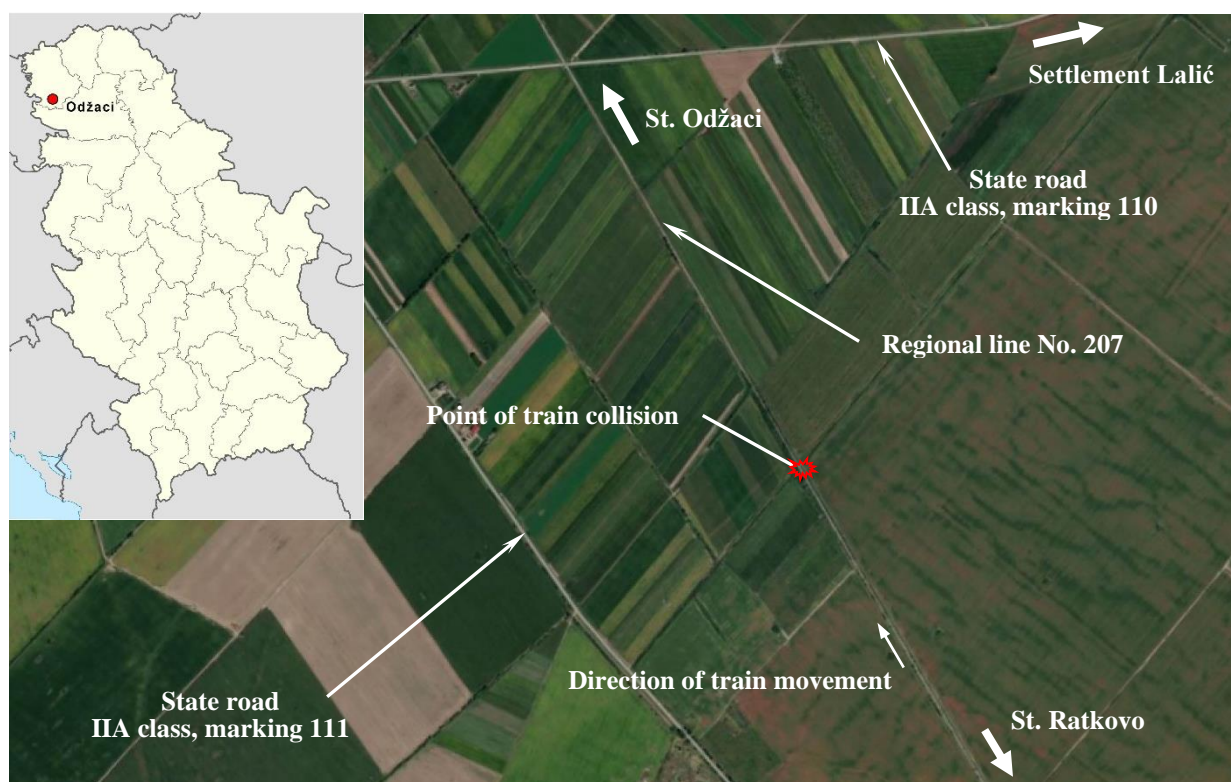 Odžaci
Settlement Lalić
St. Odžaci
State road
IIA class, marking 110
Regional line No. 207
Point of train collision
Direction of train movement
State road
IIA class, marking 111
St. Ratkovo